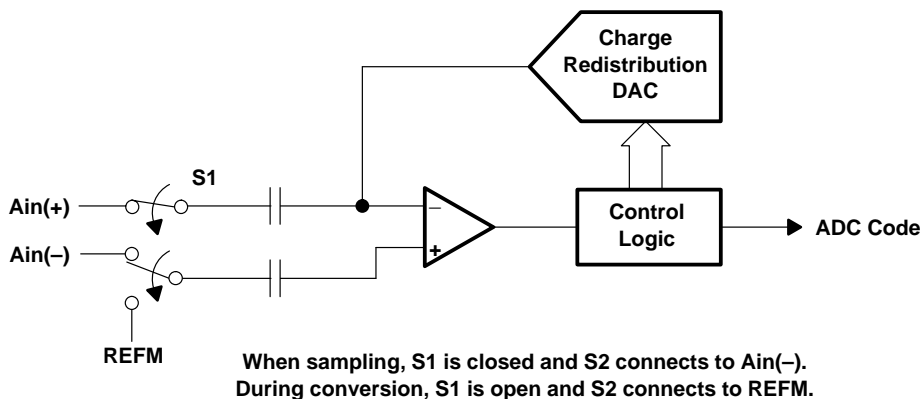 Charge
Redistribution
DAC
S1
Ain(+)
−
Control
Logic
ADC Code
Ain(−)
+
REFM
When sampling, S1 is closed and S2 connects to Ain(−).
During conversion, S1 is open and S2 connects to REFM.